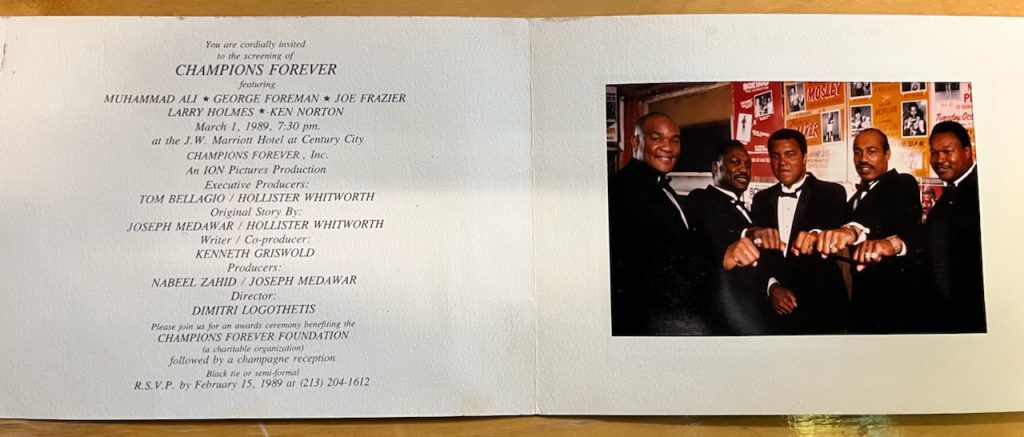 You are cordially invited
to the screening of
CHAMPIONS FOREVER
featuring
MUHAMMAD ALI ★ GEORGE FOREMAN ★ JOE FRAZIER
LARRY HOLMES ★ KEN NORTON
March 1, 1989, 7:30 pm.
at the J.W. Marriott Hotel at Century City
CHAMPIONS FOREVER , Inc.
An ION Pictures Production
Executive Producers:
TOM BELLAGIO / HOLLISTER WHITWORTH
Original Story By:
JOSEPH MEDAWAR / HOLLISTER WHITWORTH
Writer / Co-producer:
KENNETH GRISWOLD
Producers:
NABEEL ZAHID / JOSEPH MEDAWAR
Director:
DIMITRI LOGOTHETIS
Please join us for an awards ceremony benefiting the
CHAMPIONS FOREVER FOUNDATION
(a charitable organization)
followed by a champagne reception
Black tie or semi-formal
R.S.V.P. by February 15, 1989 at (213) 204-1612
BOXING
MOSLEY